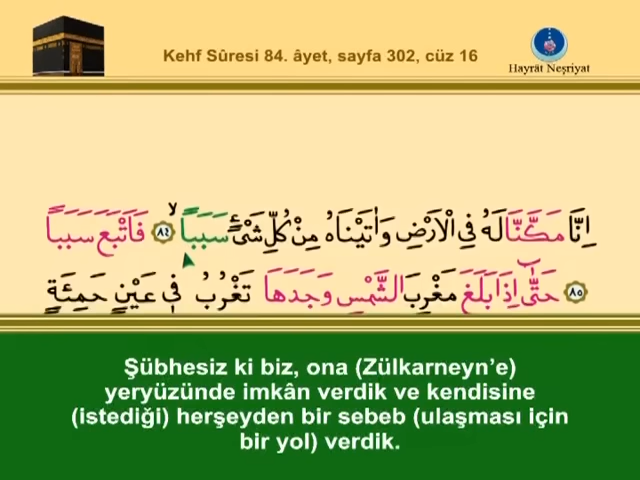 Kehf Sûresi 84. âyet, sayfa 302, cüz 16
Hayrât Neşriyat
اِنَّا مَكَّنَّا لَهُ فِي الْاَرْضِ وَاٰتَيْنَاهُ مِنْ كُلِّ شَيْءٍ سَبَبًاۙ ﴿٨٤﴾ فَاَتْبَعَ سَبَبًا
﴿٨٥﴾ حَتّٰٓى اِذَا بَلَغَ مَغْرِبَ الشَّمْسِ وَجَدَهَا تَغْرُبُ ف۪ي عَيْنٍ حَمِئَةٍ
Şübhesiz ki biz, ona (Zülkarneyn’e)
yeryüzünde imkân verdik ve kendisine
(istediği) herşeyden bir sebeb (ulaşması için
bir yol) verdik.